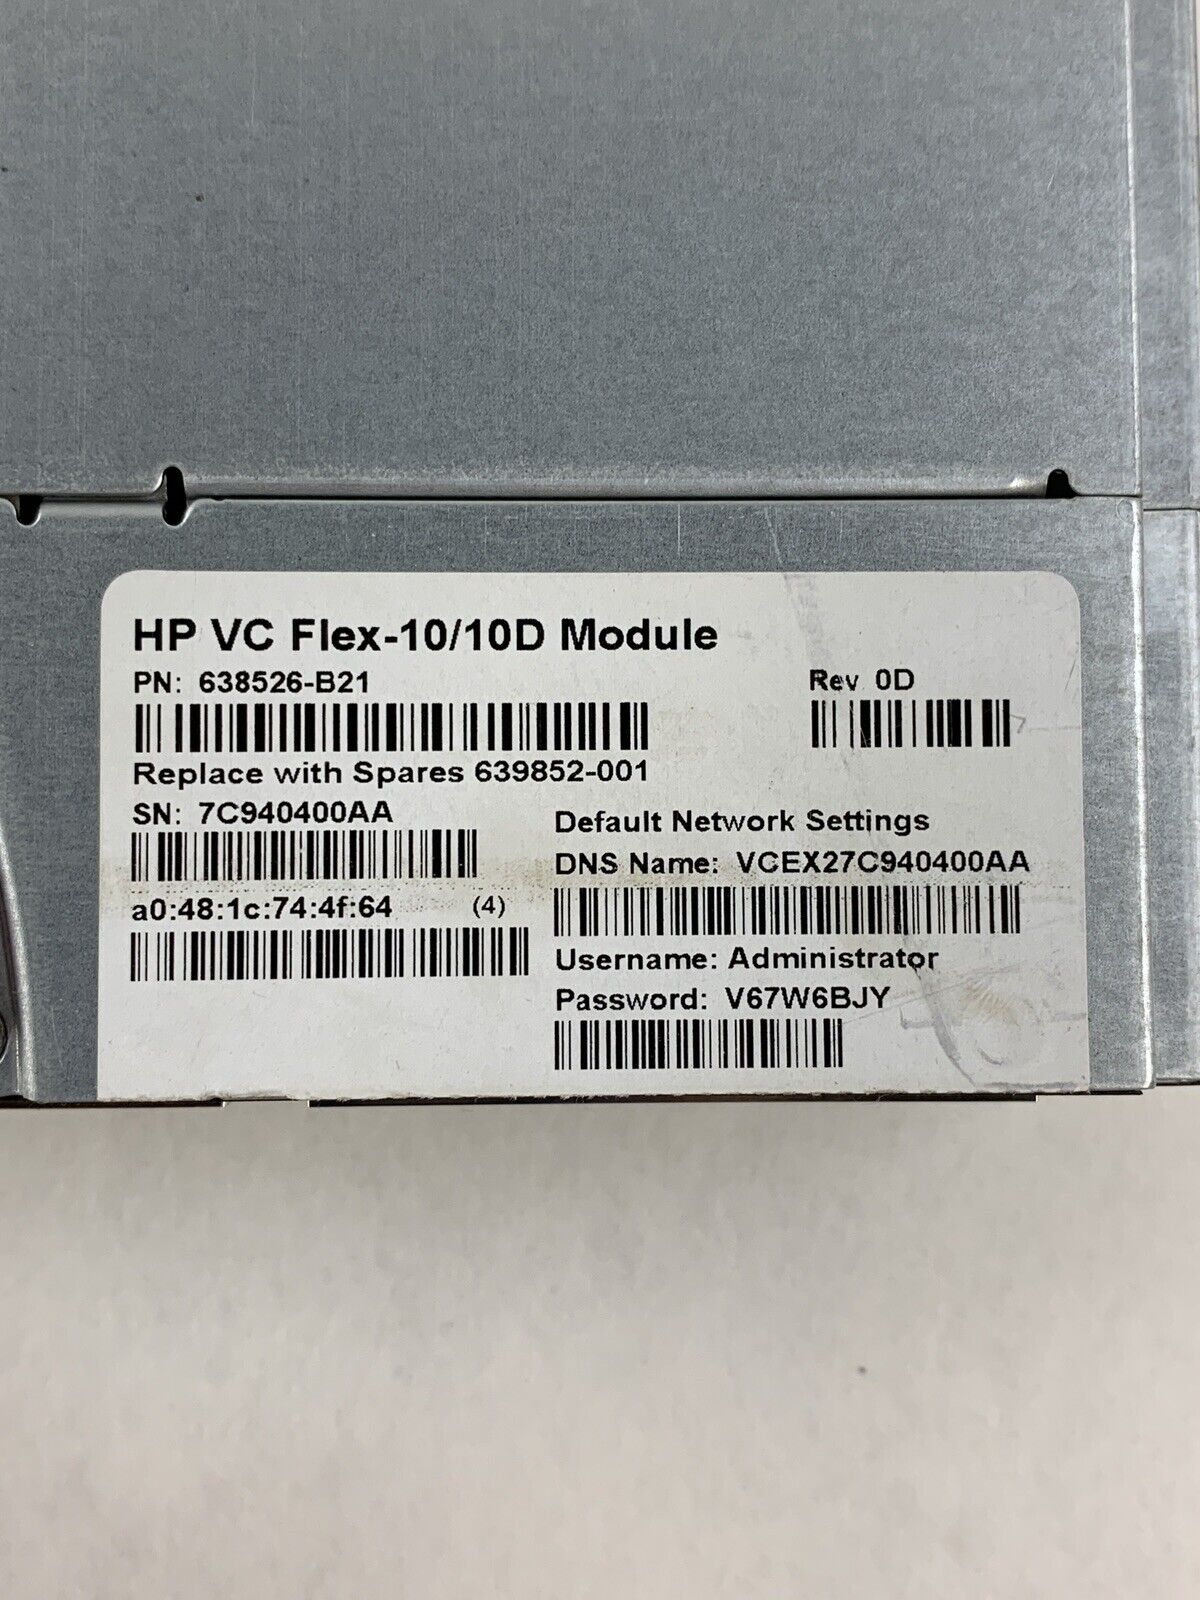 HP VC Flex-10/10D Module
PN: 638526-B21
Rev 0D
Replace with Spares 639852-001
SN: 7C940400AA
a0:48:1c:74:4f:64 (4)
Default Network Settings
DNS Name: VCEX27C940400AA
Username: Administrator
Password: V67W6BJY